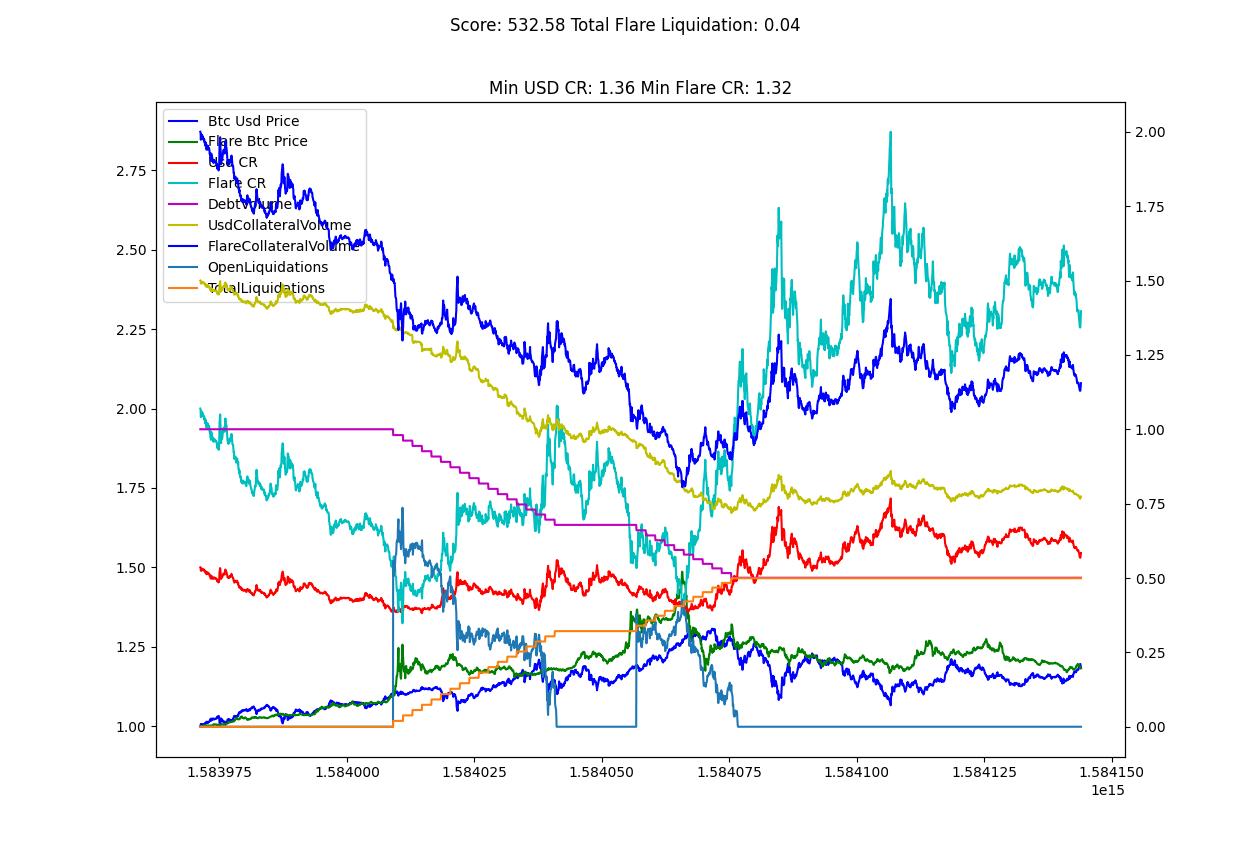 Score: 532.58 Total Flare Liquidation: 0.04
Min USD CR: 1.36 Min Flare CR: 1.32
Btc Usd Price
Flare Btc Price
Usd CR
Flare CR
DebtVolume
UsdCollateralVolume
FlareCollateralVolume
OpenLiquidations
TotalLiquidations
2.75
2.50
2.25
2.00
1.75
1.50
1.25
1.00
2.00
1.75
1.50
1.25
1.00
0.75
0.50
0.25
0.00
1.583975 1.584000 1.584025 1.584050 1.584075 1.584100 1.584125 1.584150
1e15